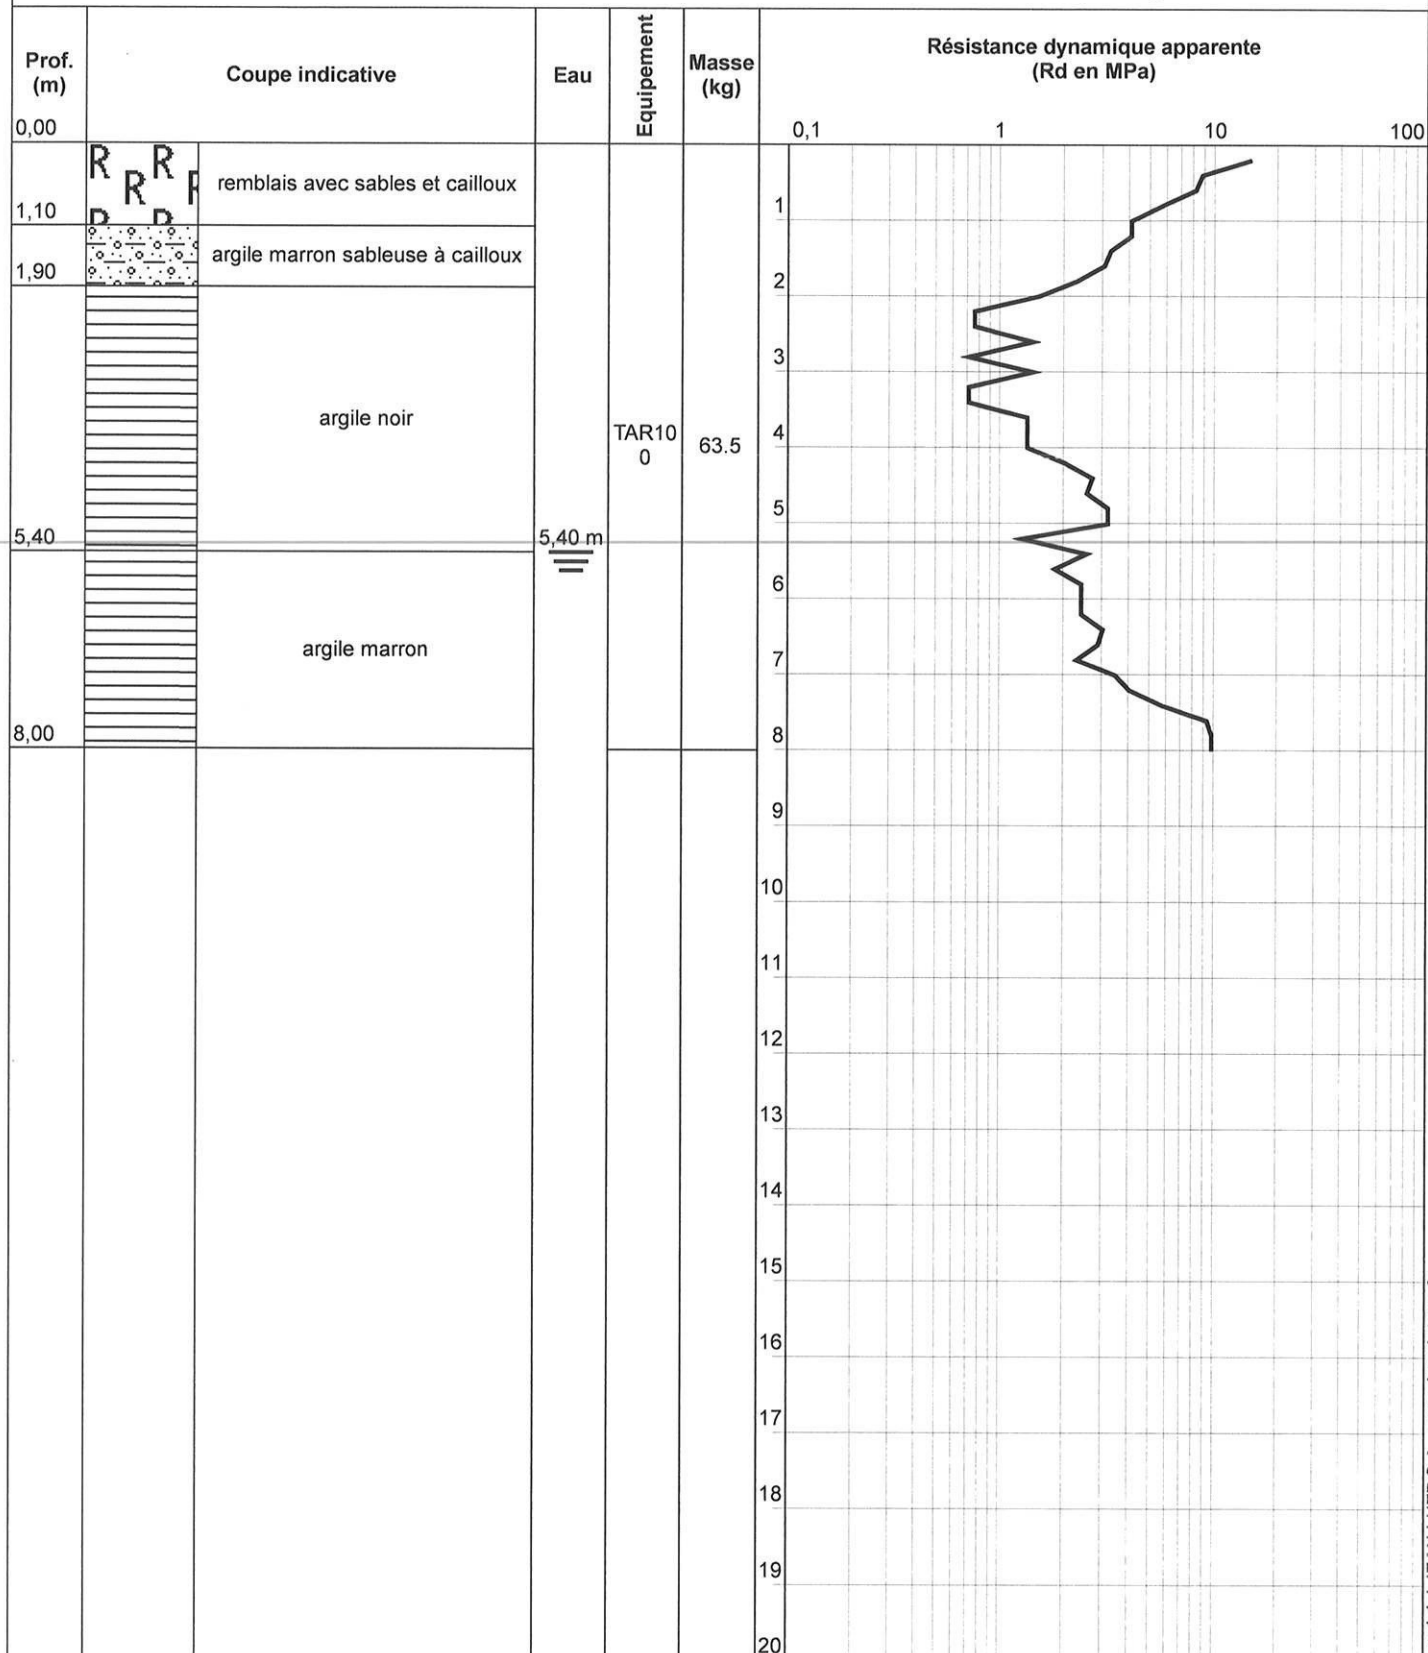 Prof.
(m)
Coupe indicative
Eau
Equipement
Masse
(kg)
Résistance dynamique apparente
(Rd en MPa)
0,00
0,1 1 10 100
R R
R R
R R
remblais avec sables et cailloux
1,10
argile marron sableuse à cailloux
1,90
argile noir
TAR10
0
63.5
5,40
5,40 m
argile marron
8,00
1
2
3
4
5
6
7
8
9
10
11
12
13
14
15
16
17
18
19
20